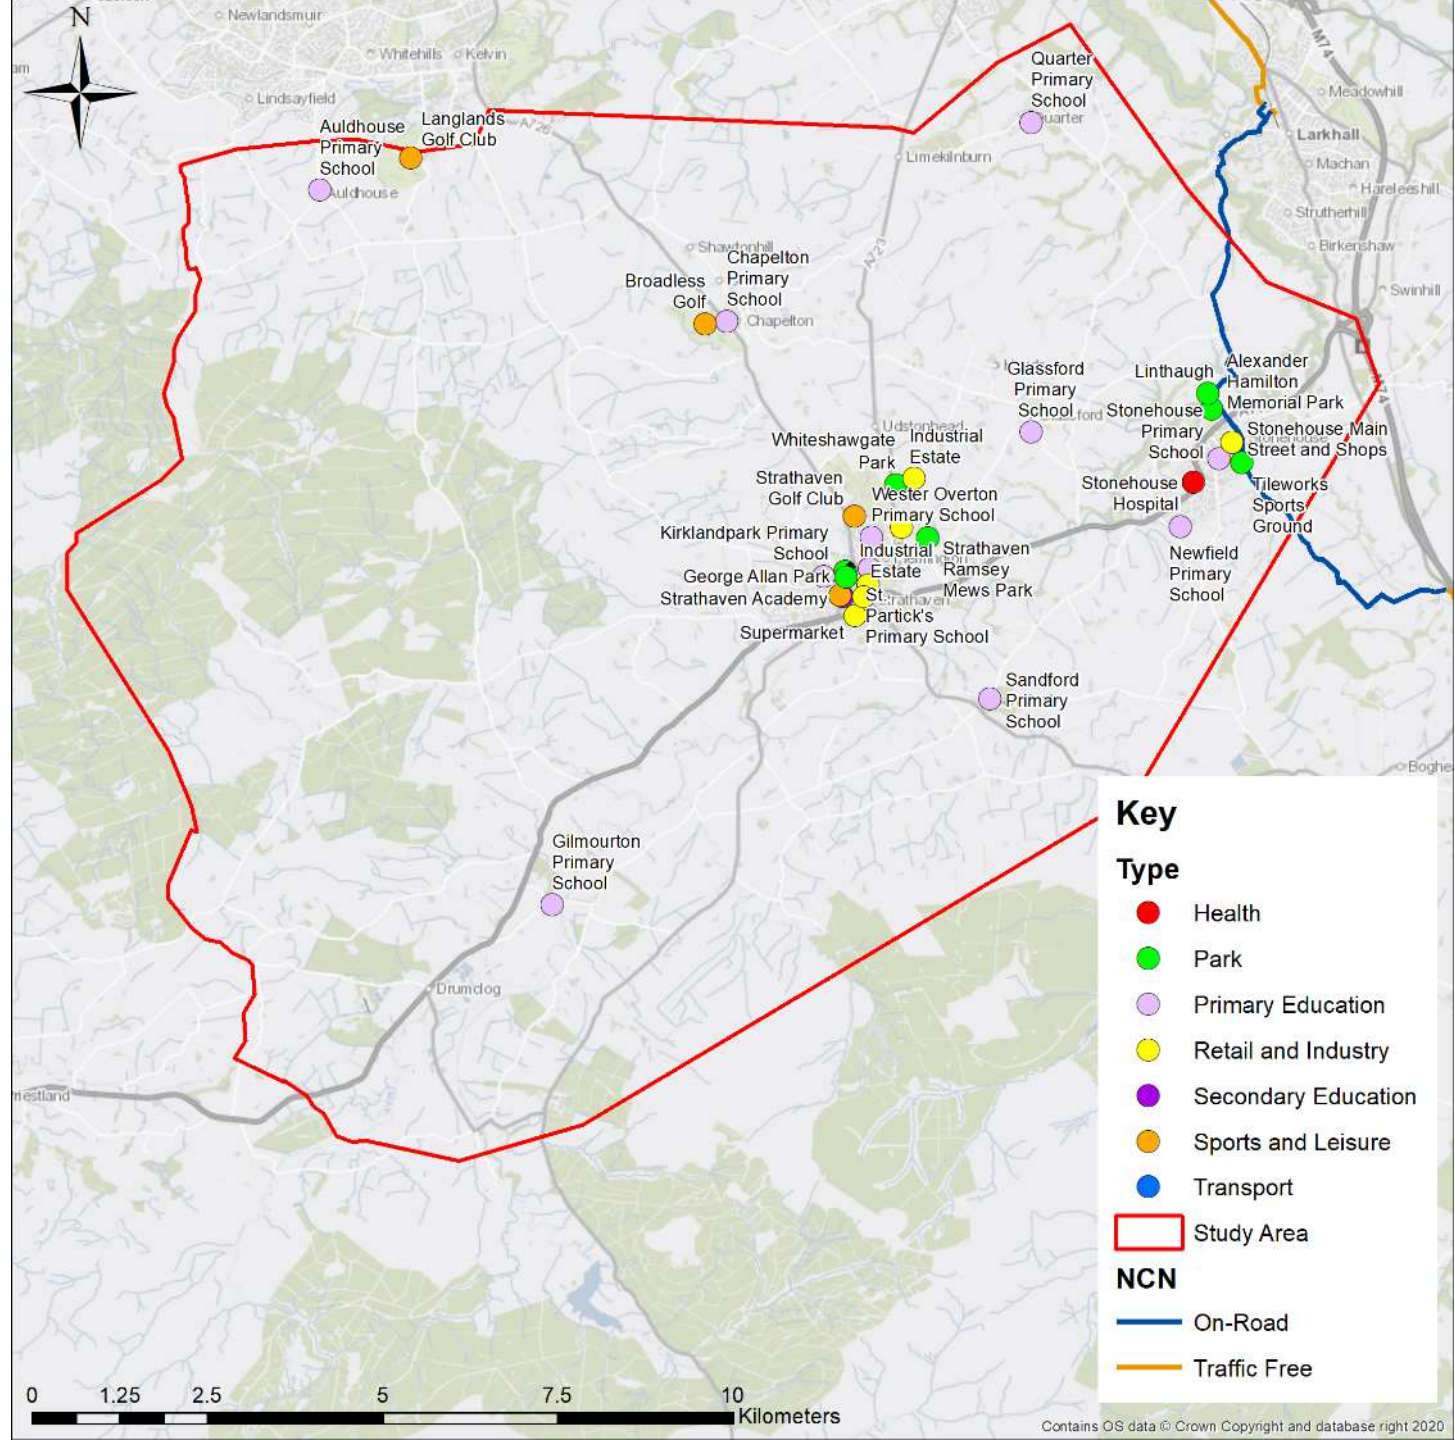 N
Newlandsmuir
Whitehills
Kelvin
Lindsayfield
Auldhouse
Primary
School
Auldhouse
Langlands
Golf Club
A726
Quarter
Primary
School
Quarter
M74
Meadowhill
Larkhall
Machan
Hareleeshill
Strutherhill
Birkenshaw
Swinhill
Limekilnburn
A723
Shawtonhill
Chapelton
Primary
School
Chapelton
Broadless
Golf
Glassford
Primary
School
Linthaugh
Alexander
Hamilton
Memorial Park
M74
Stonehouse
Primary
School
Stonehouse Main
Street and Shops
Stonehouse
Hospital
Tileworks
Sports
Ground
Newfield
Primary
School
Udstonhead
Whiteshawgate
Park
Industrial
Estate
Strathaven
Golf Club
Wester Overton
Primary School
Kirklandpark Primary
School
Industrial
Estate
Strathaven
Ramsey
Mews Park
George Allan Park
Strathaven Academy
St.
Partick's
Primary School
Strathaven
Supermarket
Sandford
Primary
School
Gilmourton
Primary
School
Drumclog
Key
Type
Health
Park
Primary Education
Retail and Industry
Secondary Education
Sports and Leisure
Transport
Study Area
NCN
On-Road
Traffic Free
0 1.25 2.5 5 7.5 10
Kilometers
Contains OS data © Crown Copyright and database right 2020